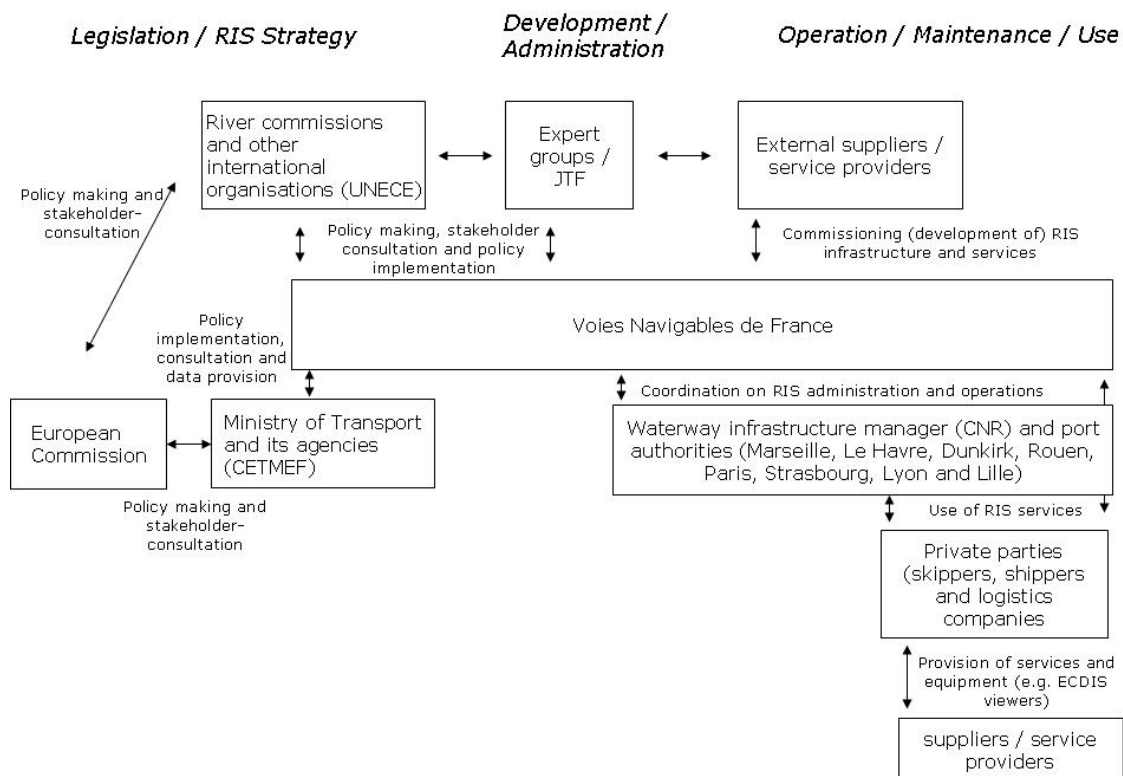 Legislation / RIS Strategy
Development /
Administration
Operation / Maintenance / Use
River commissions
and other
international
organisations (UNECE)
Expert
groups /
JTF
External suppliers /
service providers
Policy making and
stakeholder-
consultation
Policy making, stakeholder
consultation and policy
implementation
Commissioning (development of) RIS
infrastructure and services
Voies Navigables de France
Policy
implementation,
consultation and
data provision
Coordination on RIS administration and operations
European
Commission
Ministry of Transport
and its agencies
(CETMEF)
Waterway infrastructure manager (CNR) and port
authorities (Marseille, Le Havre, Dunkirk, Rouen,
Paris, Strasbourg, Lyon and Lille)
Policy making and
stakeholder-
consultation
Use of RIS services
Private parties
(skippers, shippers
and logistics
companies
Provision of services and
equipment (e.g. ECDIS
viewers)
suppliers / service
providers